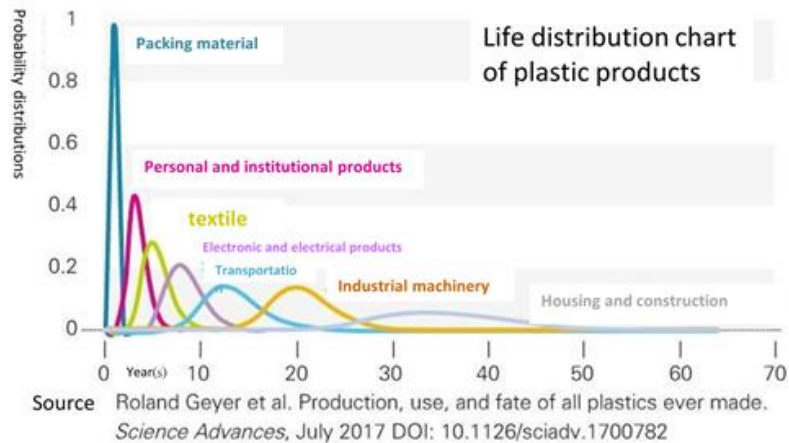 Probability distributions
1
0.8
0.6
0.4
0.2
0
Life distribution chart
of plastic products
Packing material
Personal and institutional products
textile
Electronic and electrical products
Transportatio
Industrial machinery
Housing and construction
0 Year(s) 10 20 30 40 50 60 70
Source Roland Geyer et al. Production, use, and fate of all plastics ever made.
Science Advances, July 2017 DOI: 10.1126/sciadv.1700782